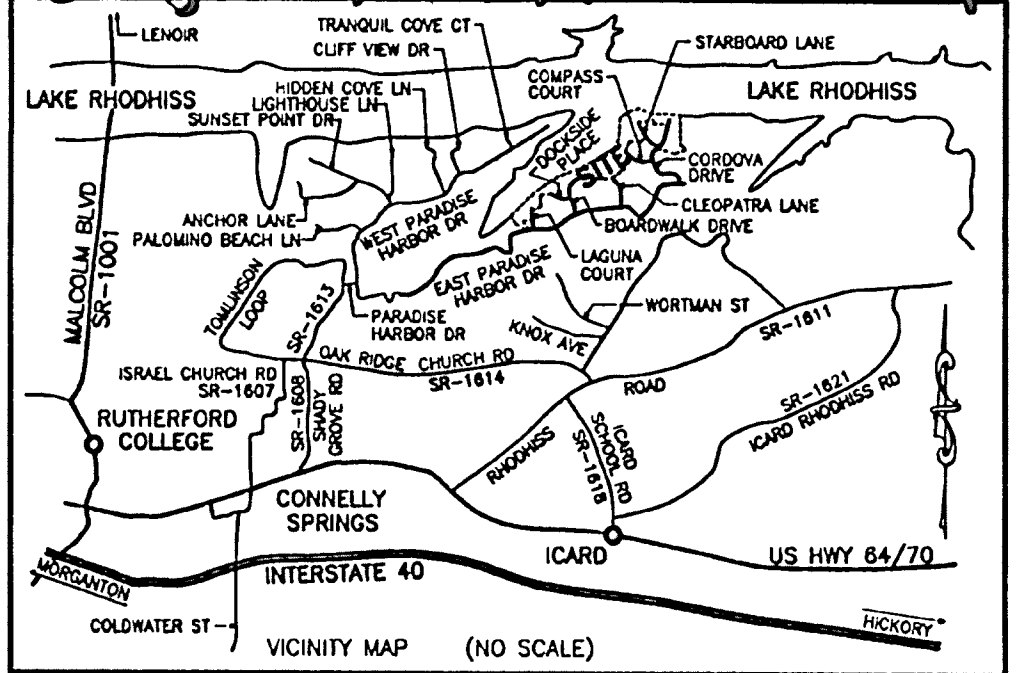 LENOIR
TRANQUIL COVE CT
CLIFF VIEW DR
STARBOARD LANE
COMPASS
COURT
HIDDEN COVE LN
LIGHTHOUSE LN
SUNSET POINT DR
LAKE RHODHISS
LAKE RHODHISS
DOCKSIDE
PLACE
SITE
CORDOVA
DRIVE
CLEOPATRA LANE
BOARDWALK DRIVE
ANCHOR LANE
PALOMINO BEACH LN
WEST PARADISE
HARBOR DR
LAGUNA
COURT
EAST PARADISE
HARBOR DR
MALCOLM BLVD
SR-1001
TOMLINSON
LOOP
SR-1613
PARADISE
HARBOR DR
WORTMAN ST
KNOX AVE
SR-1611
OAK RIDGE CHURCH RD
SR-1614
ROAD
ISRAEL CHURCH RD
SR-1607
SR-1608
SHADY
GROVE RD
SR-1621
ICARD RHODHISS RD
RUTHERFORD
COLLEGE
RHODHISS
ICARD
SCHOOL RD
SR-1618
CONNELLY
SPRINGS
ICARD
US HWY 64/70
MORGANTON
INTERSTATE 40
HICKORY
COLDWATER ST
VICINITY MAP (NO SCALE)